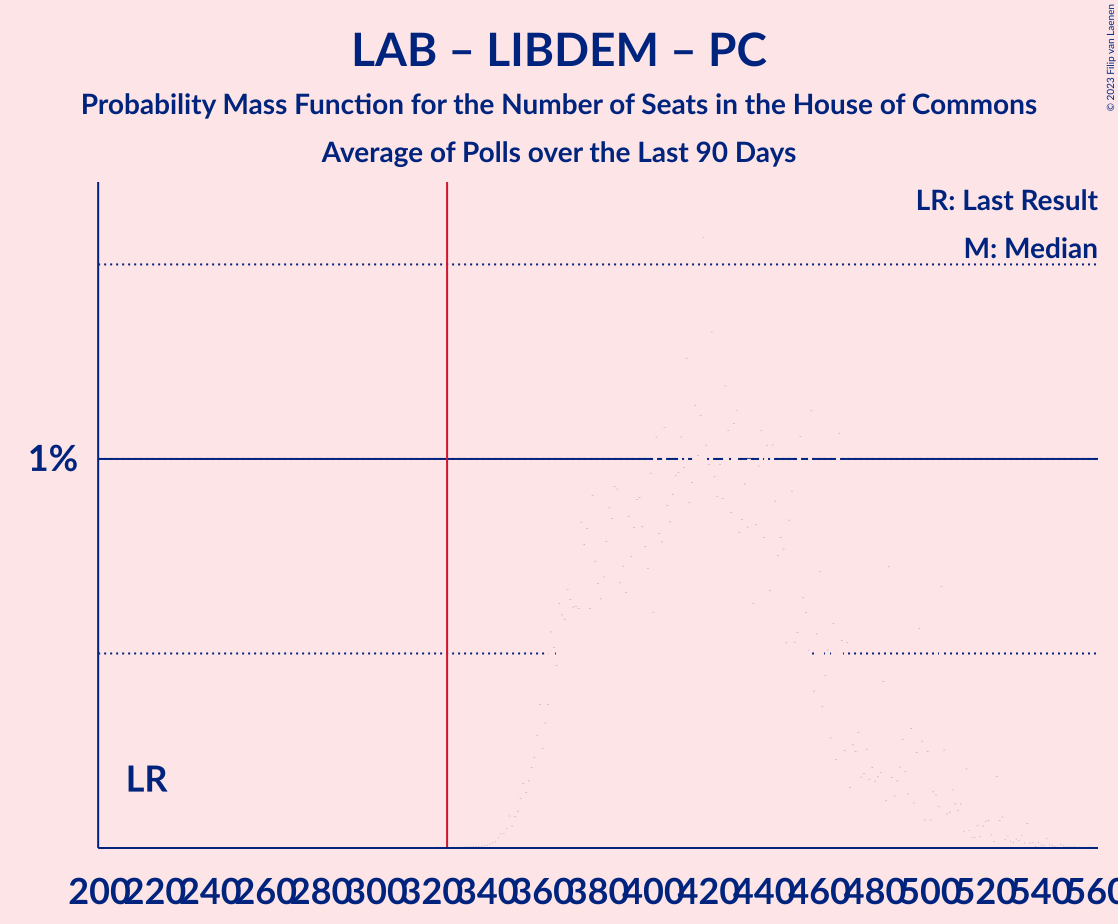 LAB – LIBDEM – PC
Probability Mass Function for the Number of Seats in the House of Commons
Average of Polls over the Last 90 Days
© 2023 Filip van Laenen
LR: Last Result
M: Median
1%
LR
200 220 240 260 280 300 320 340 360 380 400 420 440 460 480 500 520 540 560